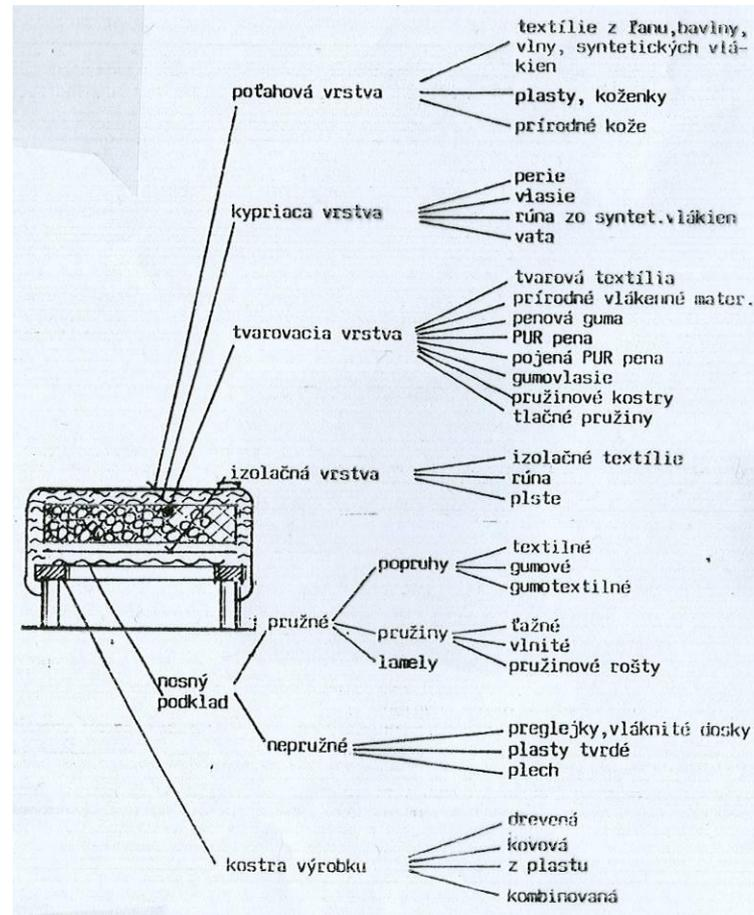 textílie z ľanu,bavlny,
vlny, syntetických vlá-
kien
poťahová vrstva
plasty, koženky
prírodné kože
perie
vlasie
kypriaca vrstva
rúna zo syntet.vlákien
vata
tvarová textília
prírodné vlákenné mater.
penová guma
tvarovacia vrstva
PUR pena
pojená PUR pena
gumovlasie
pružinové kostry
tlačné pružiny
izolačné textílie
izolačná vrstva
rúna
plste
textilné
popruhy
gumové
gumotextilné
pružné
ťažné
pružiny
vlnité
lamely
pružinové rošty
nosný
podklad
preglejky,vláknité dosky
nepružné
plasty tvrdé
plech
drevená
kovová
kostra výrobku
z plastu
kombinovaná